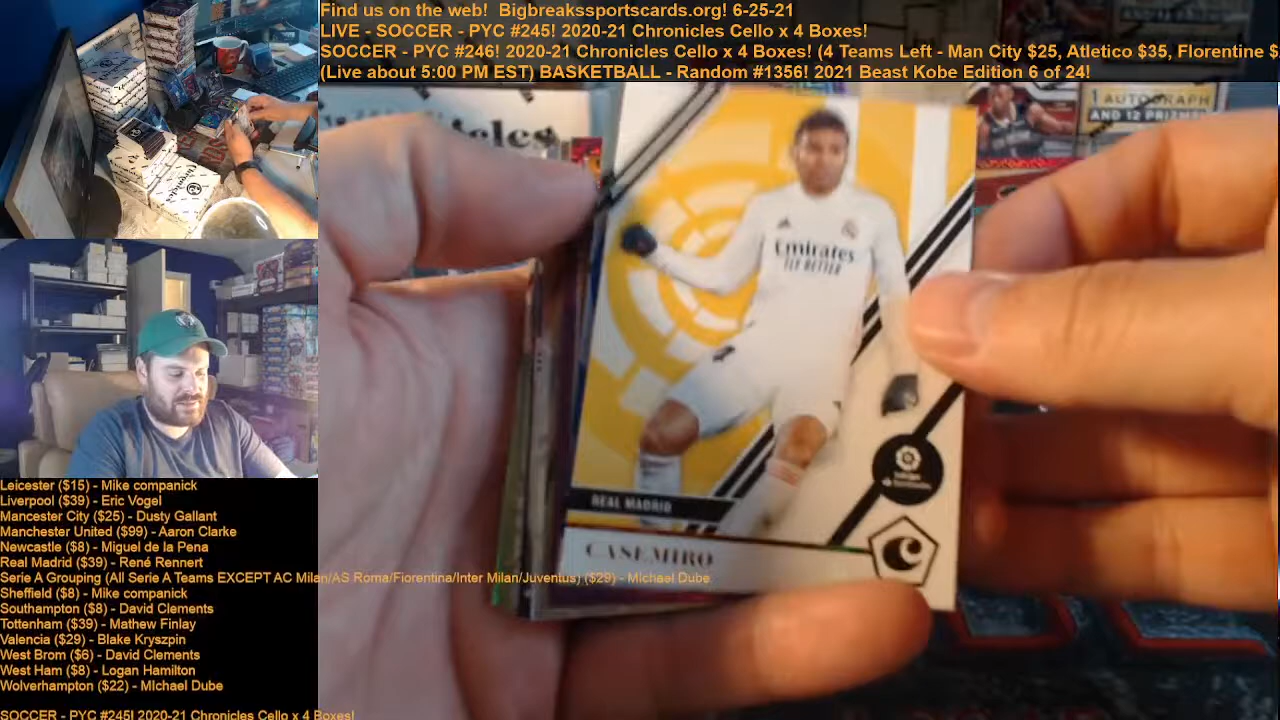 Find us on the web! Bigbreakssportscards.org! 6-25-21
LIVE - SOCCER - PYC #245! 2020-21 Chronicles Cello x 4 Boxes!
SOCCER - PYC #246! 2020-21 Chronicles Cello x 4 Boxes! (4 Teams Left - Man City $25, Atletico $35, Florentine $
(Live about 5:00 PM EST) BASKETBALL - Random #1356! 2021 Beast Kobe Edition 6 of 24!
1 AUTOGRAPH
AND 12 PRIZMS
Emirates
FLY BETTER
REAL MADRID
CASEMIRO
Leicester ($15) - Mike companick
Liverpool ($39) - Eric Vogel
Mancester City ($25) - Dusty Gallant
Manchester United ($99) - Aaron Clarke
Newcastle ($8) - Miguel de la Pena
Real Madrid ($39) - René Rennert
Serie A Grouping (All Serie A Teams EXCEPT AC Milan/AS Roma/Fiorentina/Inter Milan/Juventus) ($29) - Michael Dube
Sheffield ($8) - Mike companick
Southampton ($8) - David Clements
Tottenham ($39) - Mathew Finlay
Valencia ($29) - Blake Kryszpin
West Brom ($6) - David Clements
West Ham ($8) - Logan Hamilton
Wolverhampton ($22) - MIchael Dube
SOCCER - PYC #245! 2020-21 Chronicles Cello x 4 Boxes!